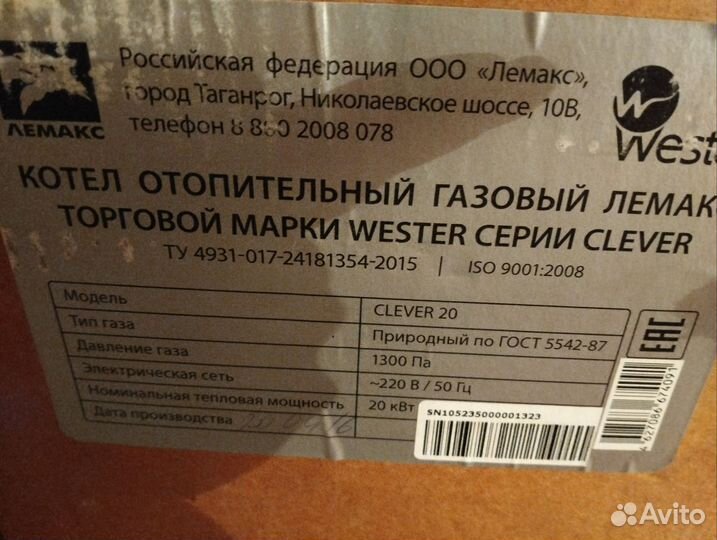 Российская федерация ООО «Лемакс»,
город Таганрог, Николаевское шоссе, 10В,
телефон 8 800 2008 078
ЛЕМАКС
Weste
КОТЕЛ ОТОПИТЕЛЬНЫЙ ГАЗОВЫЙ ЛЕМАК
ТОРГОВОЙ МАРКИ WESTER СЕРИИ CLEVER
ТУ 4931-017-24181354-2015 | ISO 9001:2008
Модель CLEVER 20
Тип газа Природный по ГОСТ 5542-87
Давление газа 1300 Па
Электрическая сеть ~220 В / 50 Гц
Номинальная тепловая мощность 20 кВт
Дата производства
SN105235000001323
EAC
4627086674091
Avito